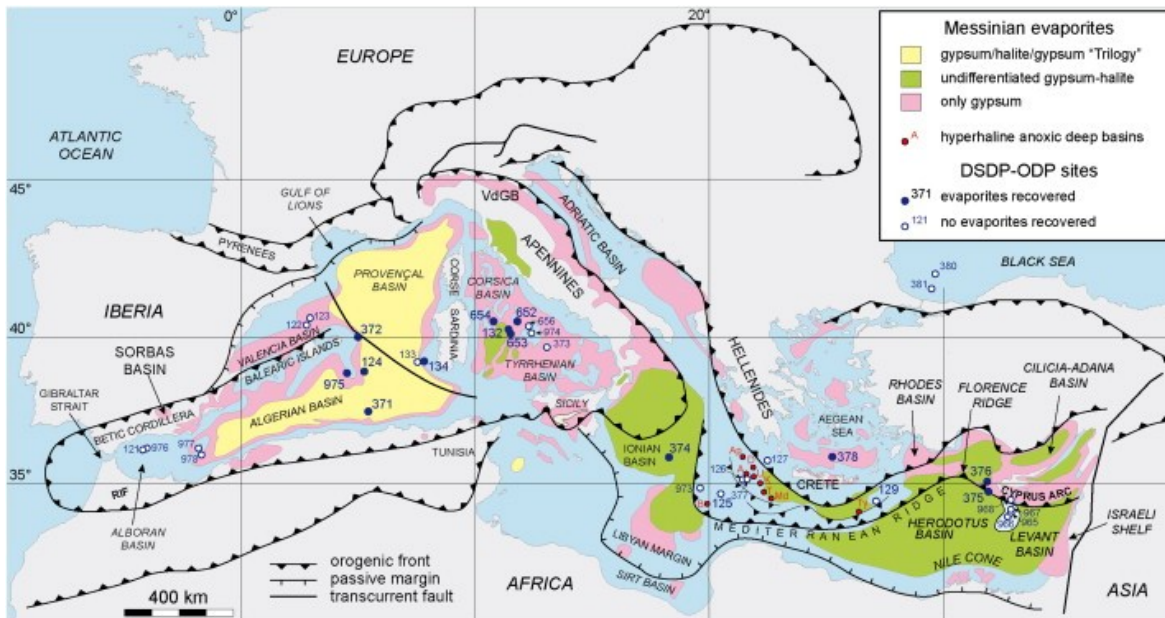 0°
20°
EUROPE
ATLANTIC
OCEAN
45°
GULF OF
LIONS
VdGB
ADRIATIC BASIN
PYRENEES
APENNINES
PROVENÇAL
BASIN
CORSE
SARDINIA
CORSICA
BASIN
IBERIA
40°
123
122
VALENCIA BASIN
372
654
652
132
656
974
653
373
TYRRHENIAN
BASIN
BALEARIC ISLANDS
SORBAS
BASIN
133
134
124
975
GIBRALTAR
STRAIT
BETIC CORDILLERA
ALGERIAN BASIN
371
SICILY
HELLENIDES
AEGEAN
SEA
RHODES
BASIN
FLORENCE
RIDGE
CILICIA-ADANA
BASIN
121
976
977
978
TUNISIA
IONIAN
BASIN
374
126
127
378
35°
RIF
973
377
Md
CRETE
129
376
375
CYPRUS ARC
125
968
967
965
966
ALBORAN
BASIN
MEDITERRANEAN RIDGE
HERODOTUS
BASIN
LEVANT
BASIN
ISRAELI
SHELF
LIBYAN MARGIN
SIRT BASIN
NILE CONE
AFRICA
ASIA
orogenic front
passive margin
transcurrent fault
400 km
BLACK SEA
380
381
Messinian evaporites
gypsum/halite/gypsum "Trilogy"
undifferentiated gypsum-halite
only gypsum
A hyperhaline anoxic deep basins
DSDP-ODP sites
371 evaporites recovered
121 no evaporites recovered